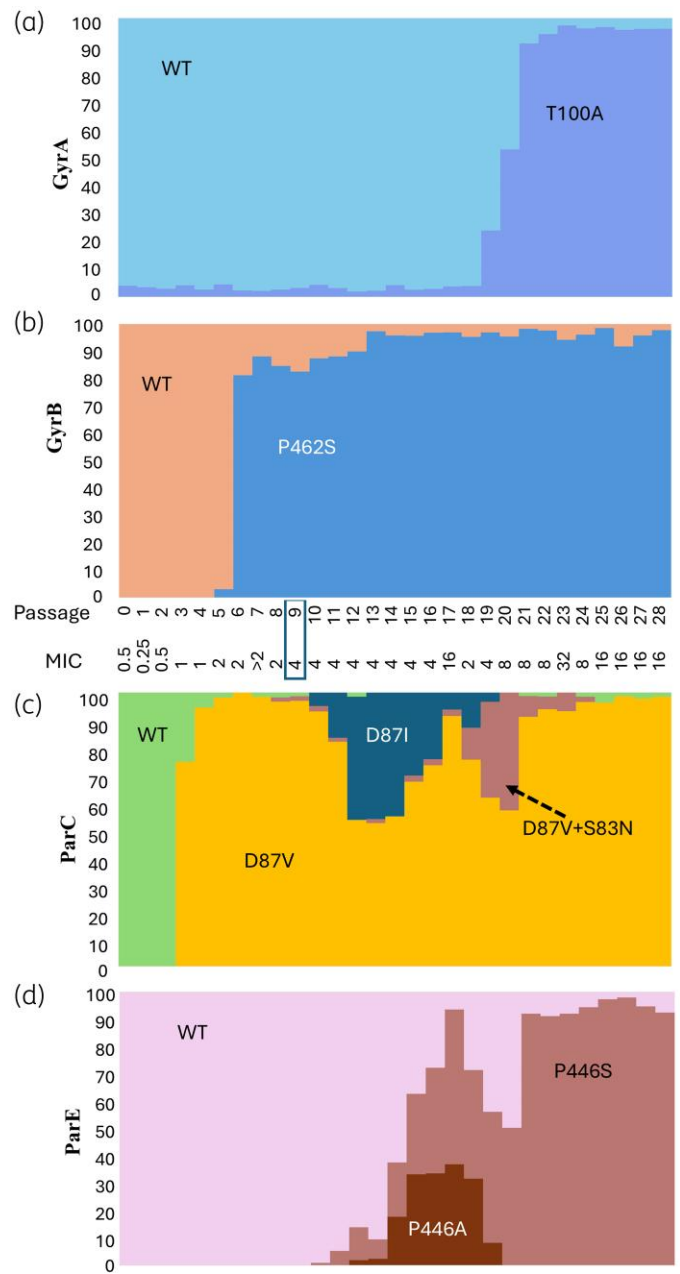 (a)
GyrA
100
90
80
70
60
50
40
30
20
10
0
WT
T100A
(b)
GyrB
100
90
80
70
60
50
40
30
20
10
0
WT
P462S
Passage 0 1 2 3 4 5 6 7 8 9 10 11 12 13 14 15 16 17 18 19 20 21 22 23 24 25 26 27 28
MIC 0.5 0.25 0.5 1 1 2 2 >2 2 4 4 4 4 4 4 4 4 16 2 4 8 8 8 32 8 16 16 16 16
(c)
ParC
100
90
80
70
60
50
40
30
20
10
0
WT
D87I
D87V+S83N
D87V
(d)
ParE
100
90
80
70
60
50
40
30
20
10
0
WT
P446S
P446A